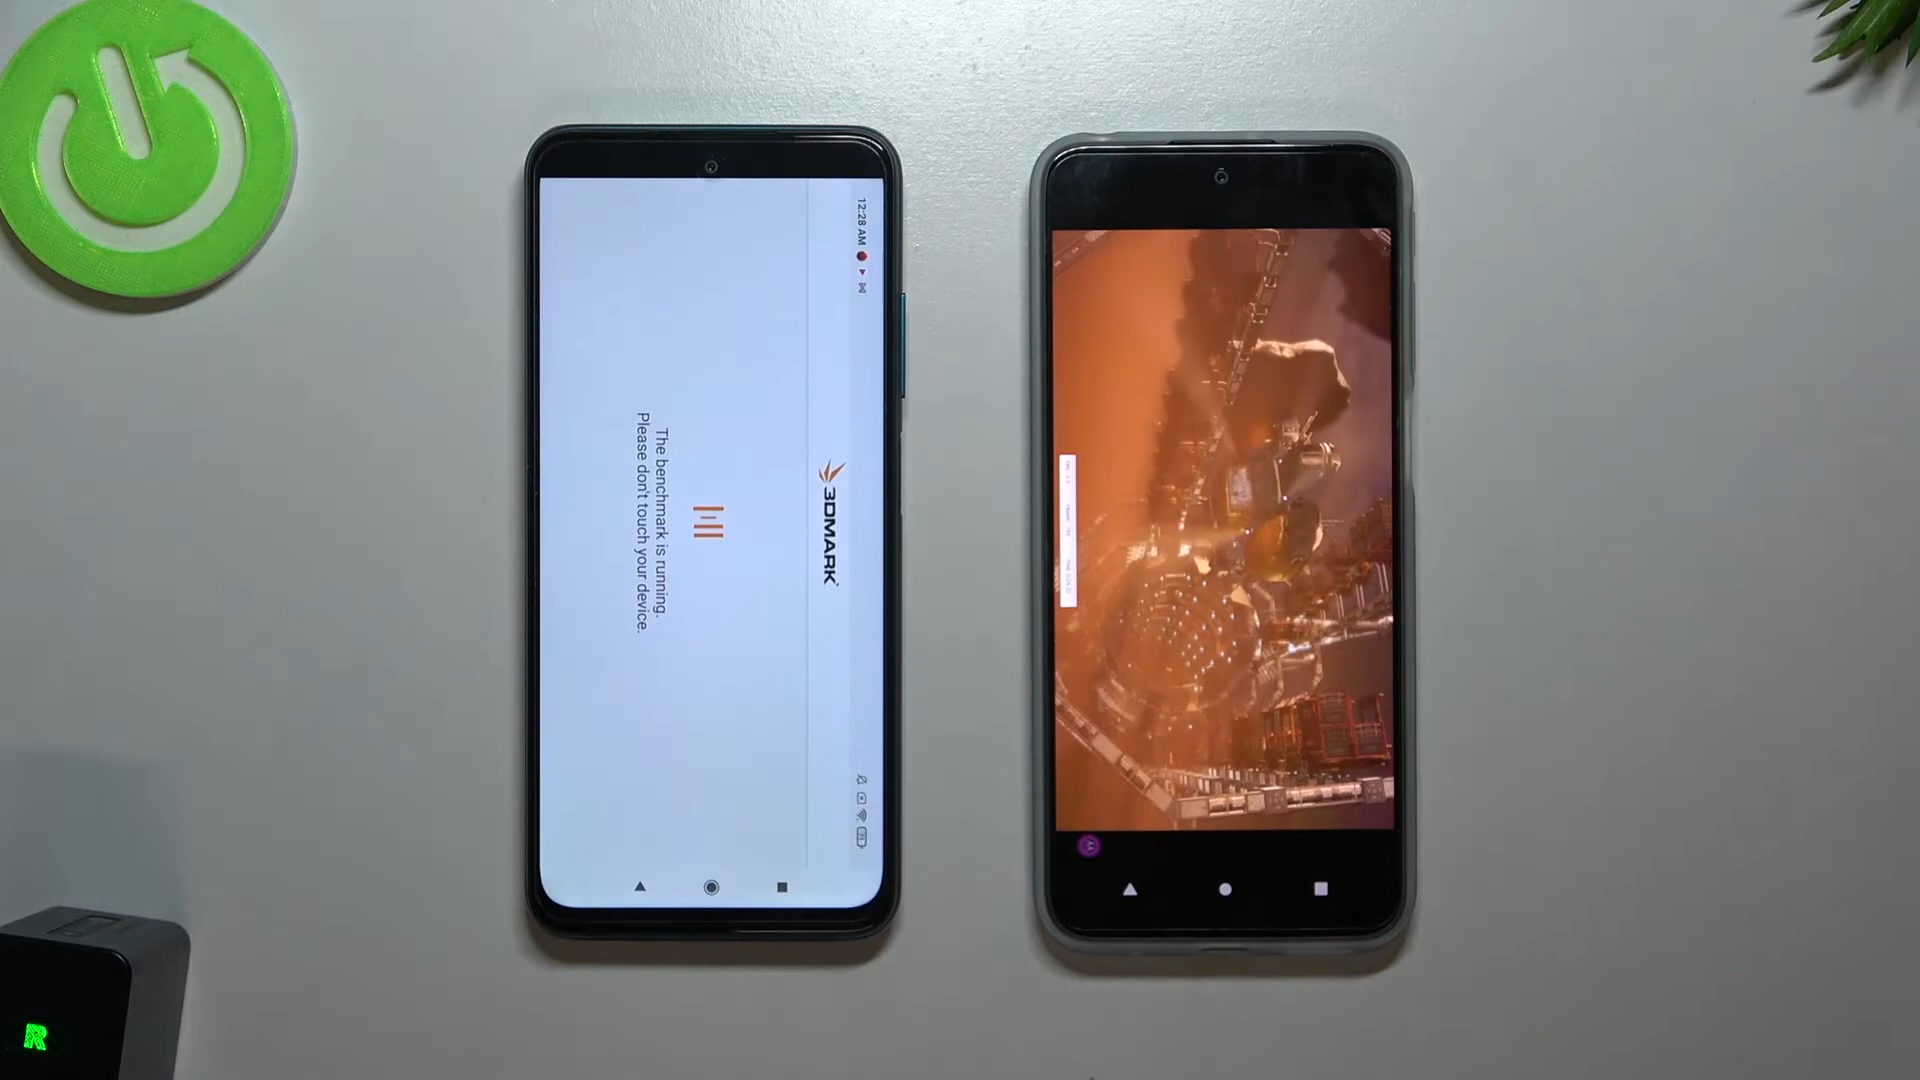 12:28 AM
3DMARK
The benchmark is running.
Please don't touch your device.
R